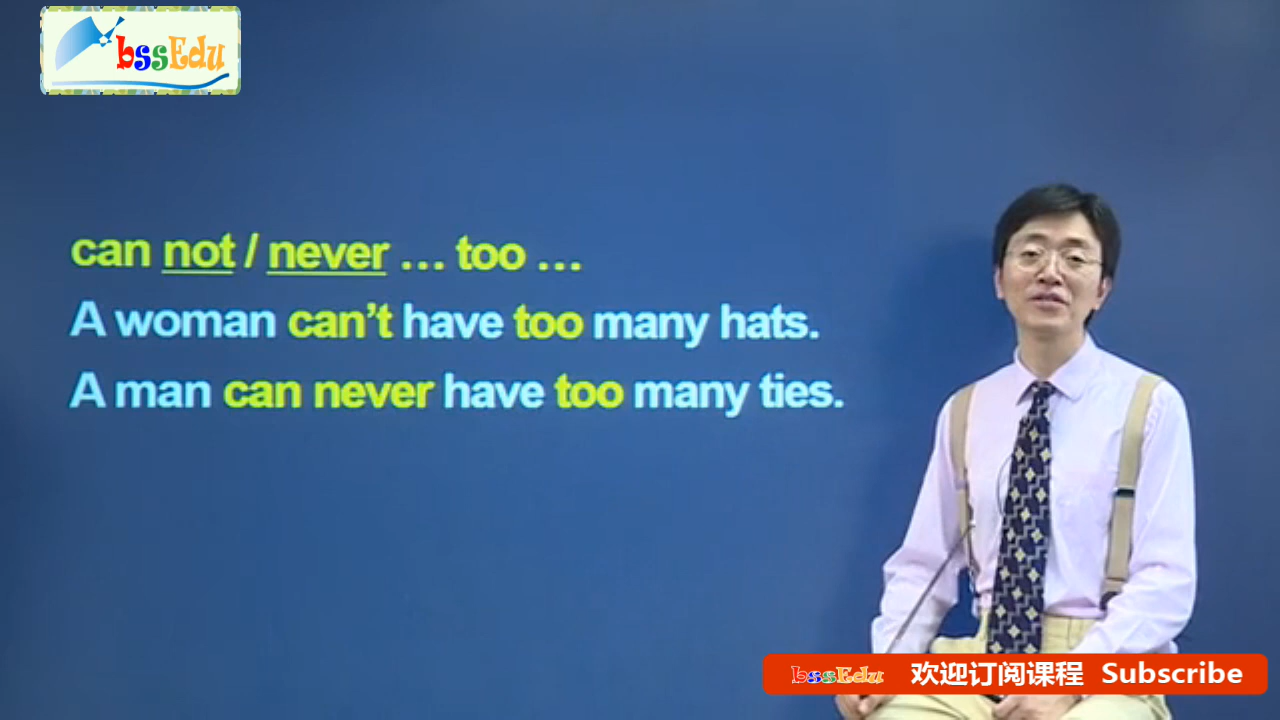 bssEdu
can not / never … too …
A woman can’t have too many hats.
A man can never have too many ties.
bssEdu 欢迎订阅课程 Subscribe